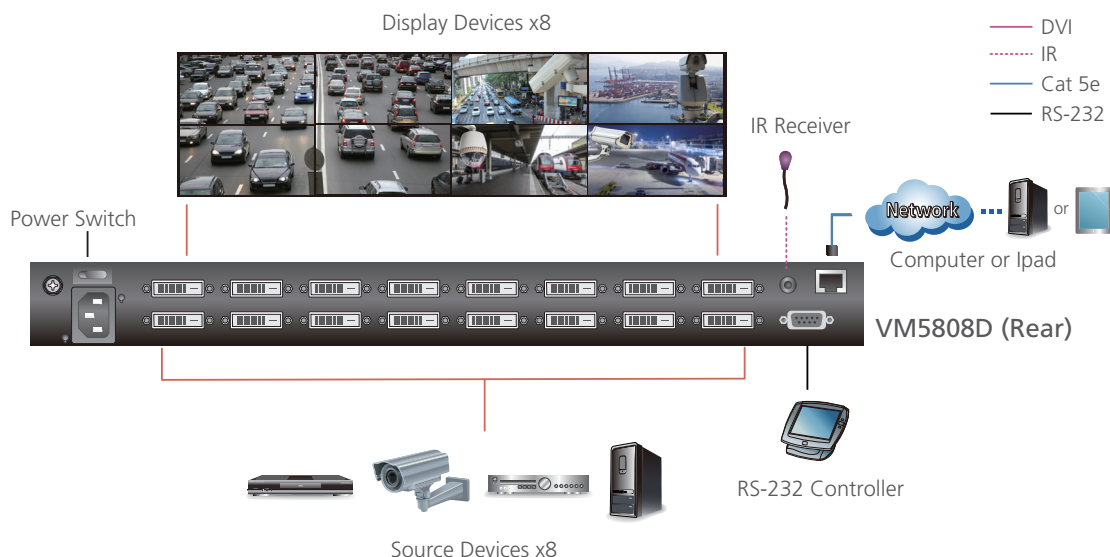 Display Devices x8
DVI
IR
Cat 5e
RS-232
IR Receiver
Power Switch
Network
or
Computer or Ipad
VM5808D (Rear)
RS-232 Controller
Source Devices x8